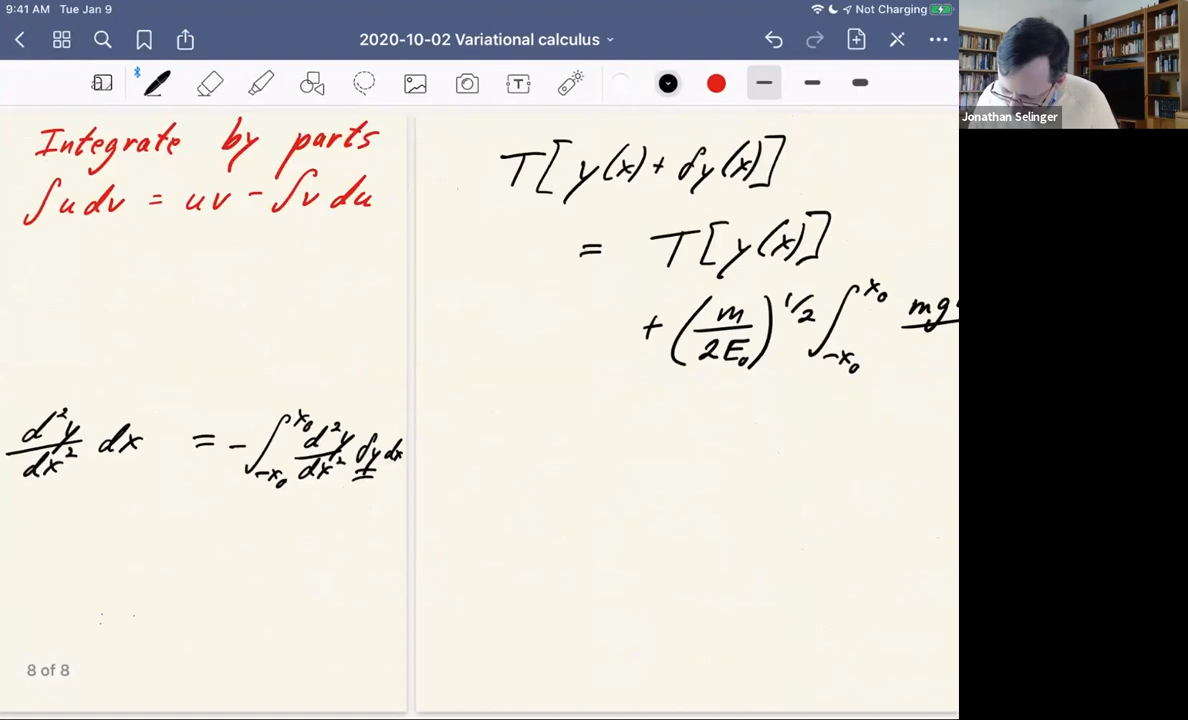 9:41 AM Tue Jan 9
Not Charging
2020-10-02 Variational calculus
Jonathan Selinger
Integrate by parts
∫u dv = uv - ∫v du
d²y/dx² dx = - ∫_{-x₀}^{x₀} d²y/dx² δy dx
8 of 8
T[y(x) + δy(x)]
= T[y(x)]
+ (m/2E₀)^{1/2} ∫_{-x₀}^{x₀} mg